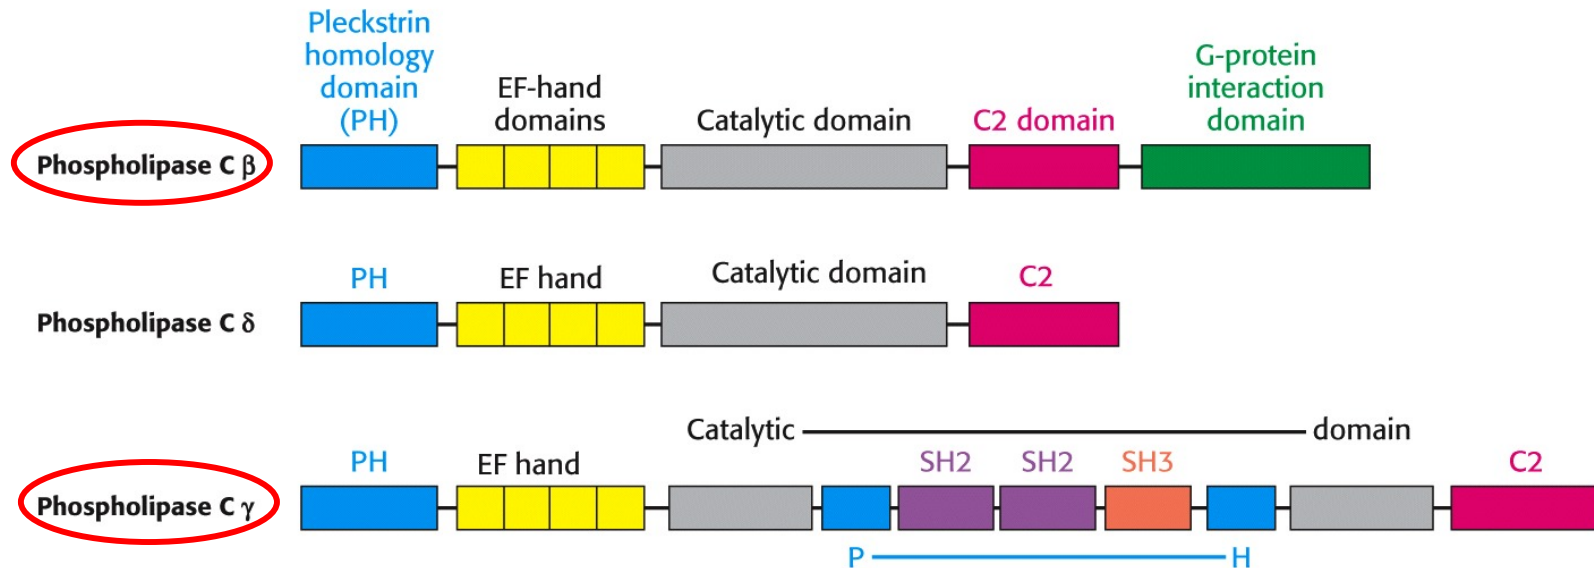 Pleckstrin
homology
domain
(PH)
EF-hand
domains
Catalytic domain
C2 domain
G-protein
interaction
domain
Phospholipase C β
PH
EF hand
Catalytic domain
C2
Phospholipase C δ
Catalytic domain
PH
EF hand
SH2
SH2
SH3
C2
Phospholipase C γ
P H